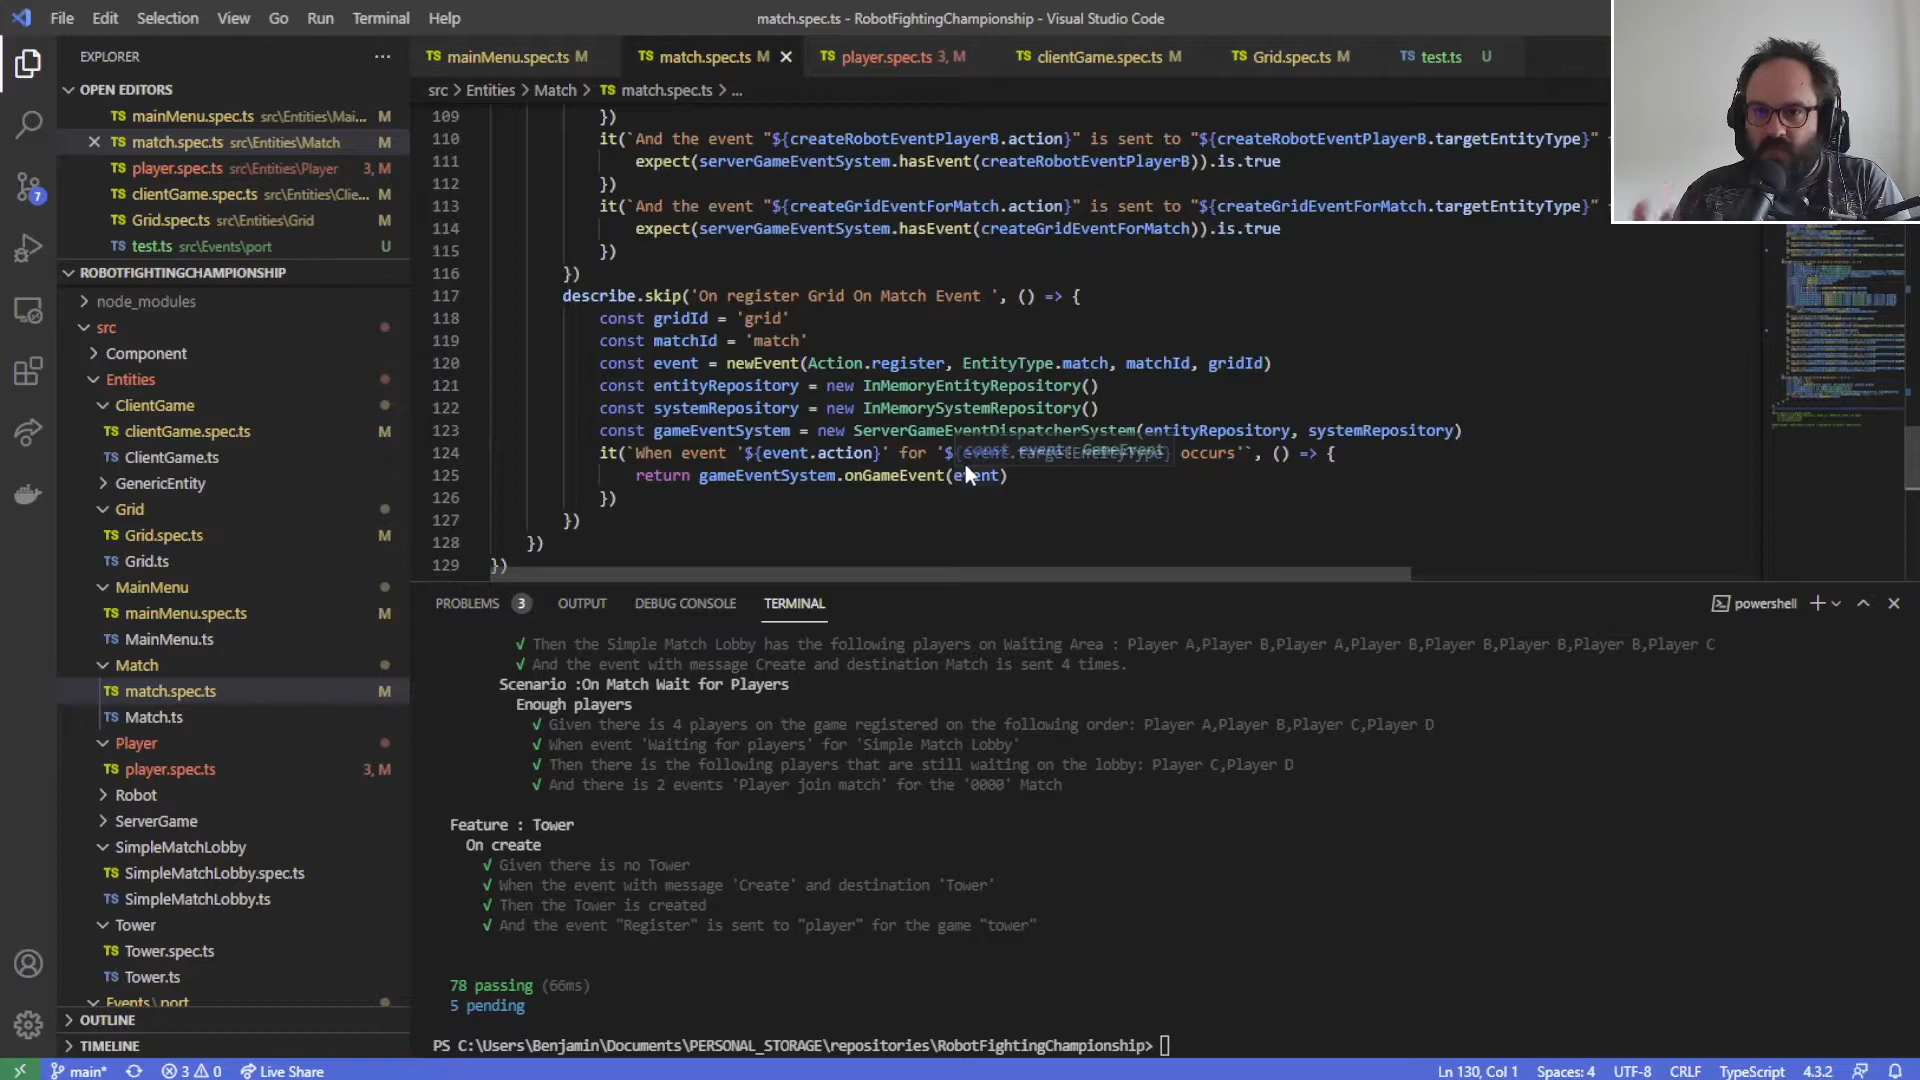 File Edit Selection View Go Run Terminal Help
match.spec.ts - RobotFightingChampionship - Visual Studio Code
EXPLORER
mainMenu.spec.ts M
match.spec.ts M
player.spec.ts 3, M
clientGame.spec.ts M
Grid.spec.ts M
test.ts U
OPEN EDITORS
mainMenu.spec.ts src\Entities\Mai... M
match.spec.ts src\Entities\Match M
player.spec.ts src\Entities\Player 3, M
clientGame.spec.ts src\Entities\Clie... M
Grid.spec.ts src\Entities\Grid M
test.ts src\Events\port U
ROBOTFIGHTINGCHAMPIONSHIP
node_modules
src
Component
Entities
ClientGame
clientGame.spec.ts M
ClientGame.ts
GenericEntity
Grid
Grid.spec.ts M
Grid.ts
MainMenu
mainMenu.spec.ts M
MainMenu.ts
Match
match.spec.ts M
Match.ts
Player
player.spec.ts 3, M
Robot
ServerGame
SimpleMatchLobby
SimpleMatchLobby.spec.ts
SimpleMatchLobby.ts
Tower
Tower.spec.ts
Tower.ts
Events\port
OUTLINE
TIMELINE
src > Entities > Match > TS match.spec.ts > ...
109 })
110 it(`And the event "${createRobotEventPlayerB.action}" is sent to "${createRobotEventPlayerB.targetEntityType}"
111 expect(serverGameEventSystem.hasEvent(createRobotEventPlayerB)).is.true
112 })
113 it(`And the event "${createGridEventForMatch.action}" is sent to "${createGridEventForMatch.targetEntityType}"
114 expect(serverGameEventSystem.hasEvent(createGridEventForMatch)).is.true
115 })
116 })
117 describe.skip('On register Grid On Match Event ', () => {
118 const gridId = 'grid'
119 const matchId = 'match'
120 const event = newEvent(Action.register, EntityType.match, matchId, gridId)
121 const entityRepository = new InMemoryEntityRepository()
122 const systemRepository = new InMemorySystemRepository()
123 const gameEventSystem = new ServerGameEventDispatcherSystem(entityRepository, systemRepository)
124 it(`When event '${event.action}' for '${event.targetEntityType} occurs'`, () => {
const event: GameEvent
125 return gameEventSystem.onGameEvent(event)
126 })
127 })
128 })
129 })
PROBLEMS 3 OUTPUT DEBUG CONSOLE TERMINAL
powershell
√ Then the Simple Match Lobby has the following players on Waiting Area : Player A,Player B,Player A,Player B,Player B,Player B,Player B,Player C
√ And the event with message Create and destination Match is sent 4 times.
Scenario :On Match Wait for Players
Enough players
√ Given there is 4 players on the game registered on the following order: Player A,Player B,Player C,Player D
√ When event 'Waiting for players' for 'Simple Match Lobby'
√ Then there is the following players that are still waiting on the lobby: Player C,Player D
√ And there is 2 events 'Player join match' for the '0000' Match
Feature : Tower
On create
√ Given there is no Tower
√ When the event with message 'Create' and destination 'Tower'
√ Then the Tower is created
√ And the event "Register" is sent to "player" for the game "tower"
78 passing (66ms)
5 pending
PS C:\Users\Benjamin\Documents\PERSONAL_STORAGE\repositories\RobotFightingChampionship>
7
main* 3 0 Live Share
Ln 130, Col 1 Spaces: 4 UTF-8 CRLF TypeScript 4.3.2